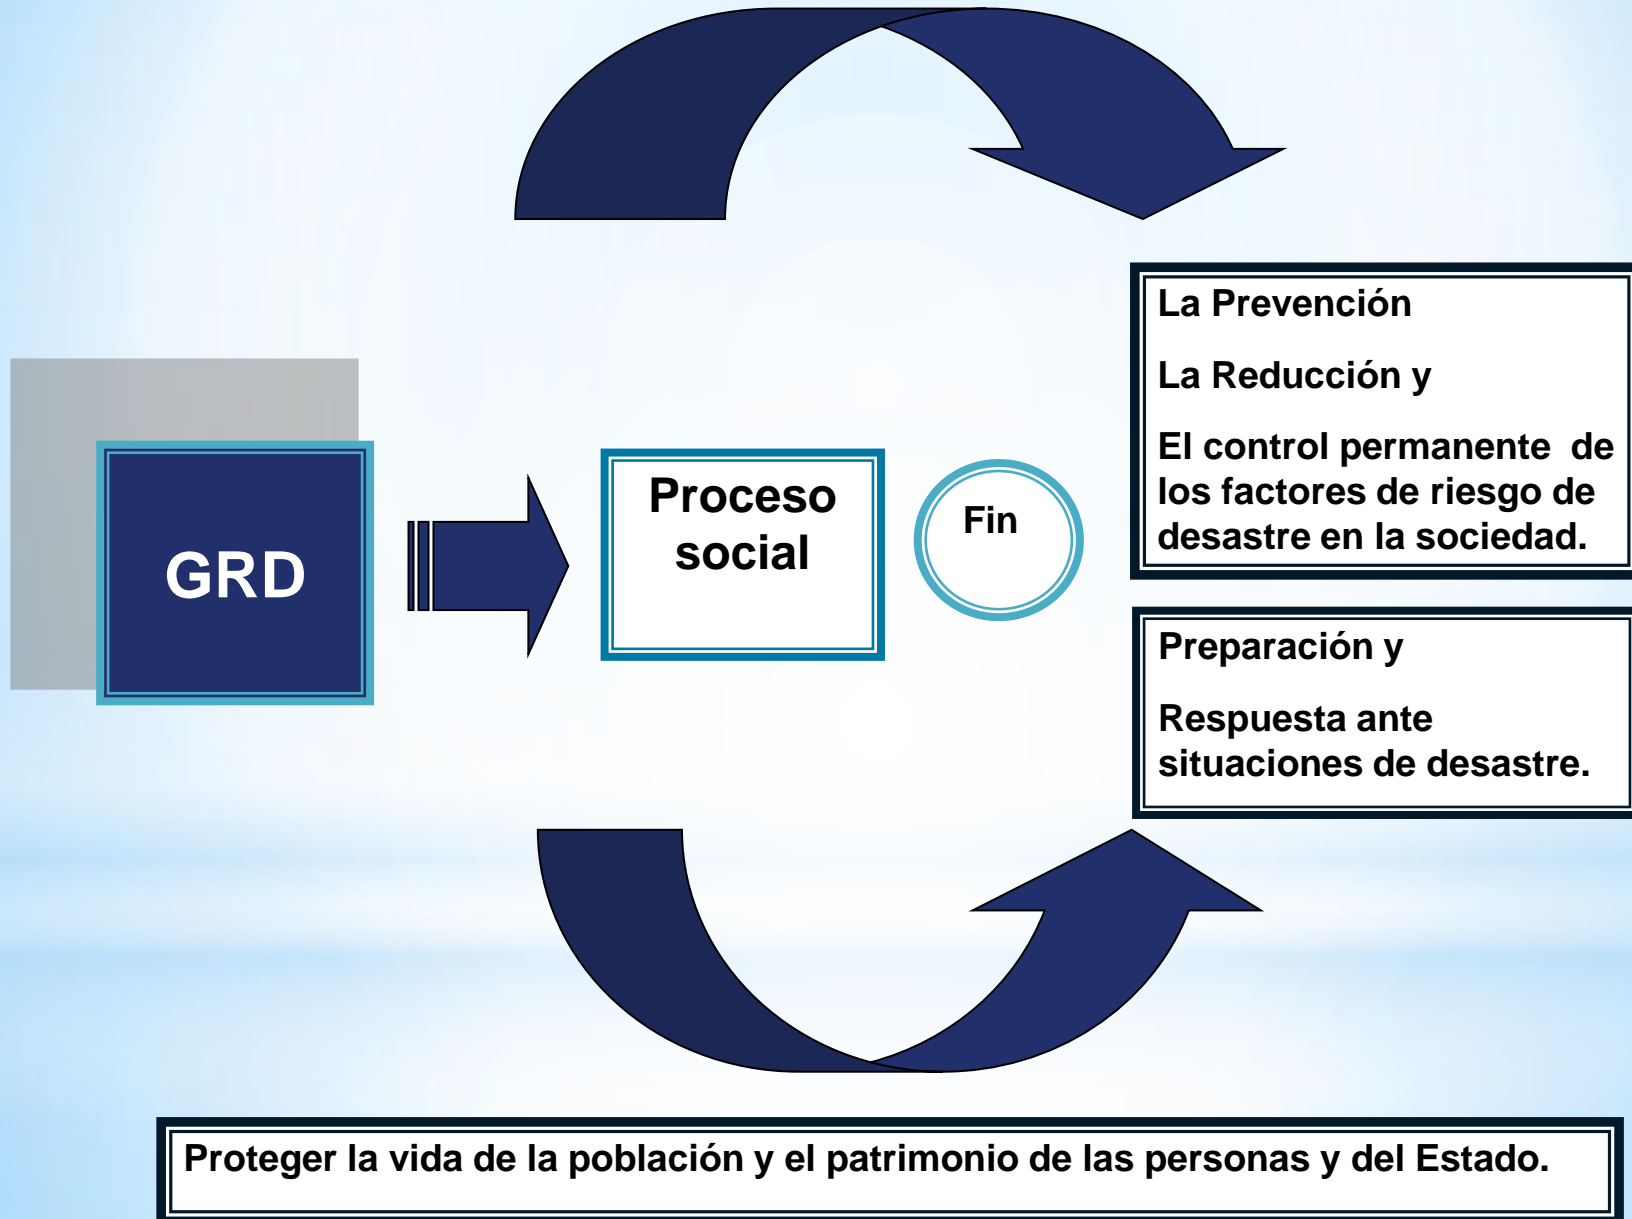 GRD
Proceso
social
Fin
La Prevención
La Reducción y
El control permanente de
los factores de riesgo de
desastre en la sociedad.
Preparación y
Respuesta ante
situaciones de desastre.
Proteger la vida de la población y el patrimonio de las personas y del Estado.